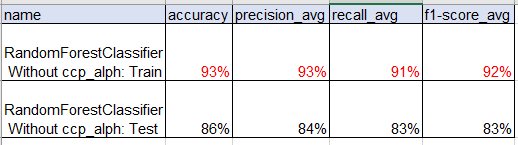 name accuracy precision_avg recall_avg f1-score_avg
RandomForestClassifier
Without ccp_alph: Train 93% 93% 91% 92%
RandomForestClassifier
Without ccp_alph: Test 86% 84% 83% 83%